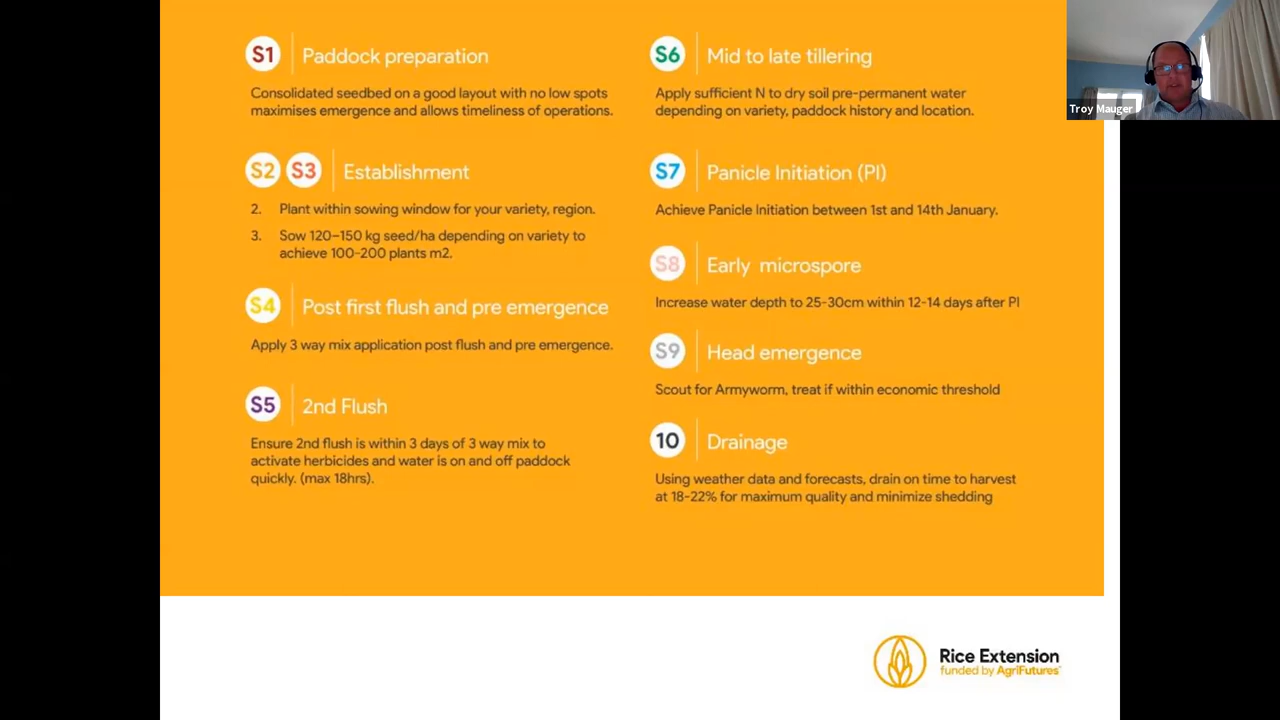 S1 Paddock preparation
Consolidated seedbed on a good layout with no low spots
maximises emergence and allows timeliness of operations.
S2 S3 Establishment
2. Plant within sowing window for your variety, region.
3. Sow 120–150 kg seed/ha depending on variety to
achieve 100-200 plants m2.
S4 Post first flush and pre emergence
Apply 3 way mix application post flush and pre emergence.
S5 2nd Flush
Ensure 2nd flush is within 3 days of 3 way mix to
activate herbicides and water is on and off paddock
quickly. (max 18hrs).
S6 Mid to late tillering
Apply sufficient N to dry soil pre-permanent water
depending on variety, paddock history and location.
S7 Panicle Initiation (PI)
Achieve Panicle Initiation between 1st and 14th January.
S8 Early microspore
Increase water depth to 25-30cm within 12-14 days after PI
S9 Head emergence
Scout for Armyworm, treat if within economic threshold
10 Drainage
Using weather data and forecasts, drain on time to harvest
at 18-22% for maximum quality and minimize shedding
Troy Mauger
Rice Extension
funded by AgriFutures